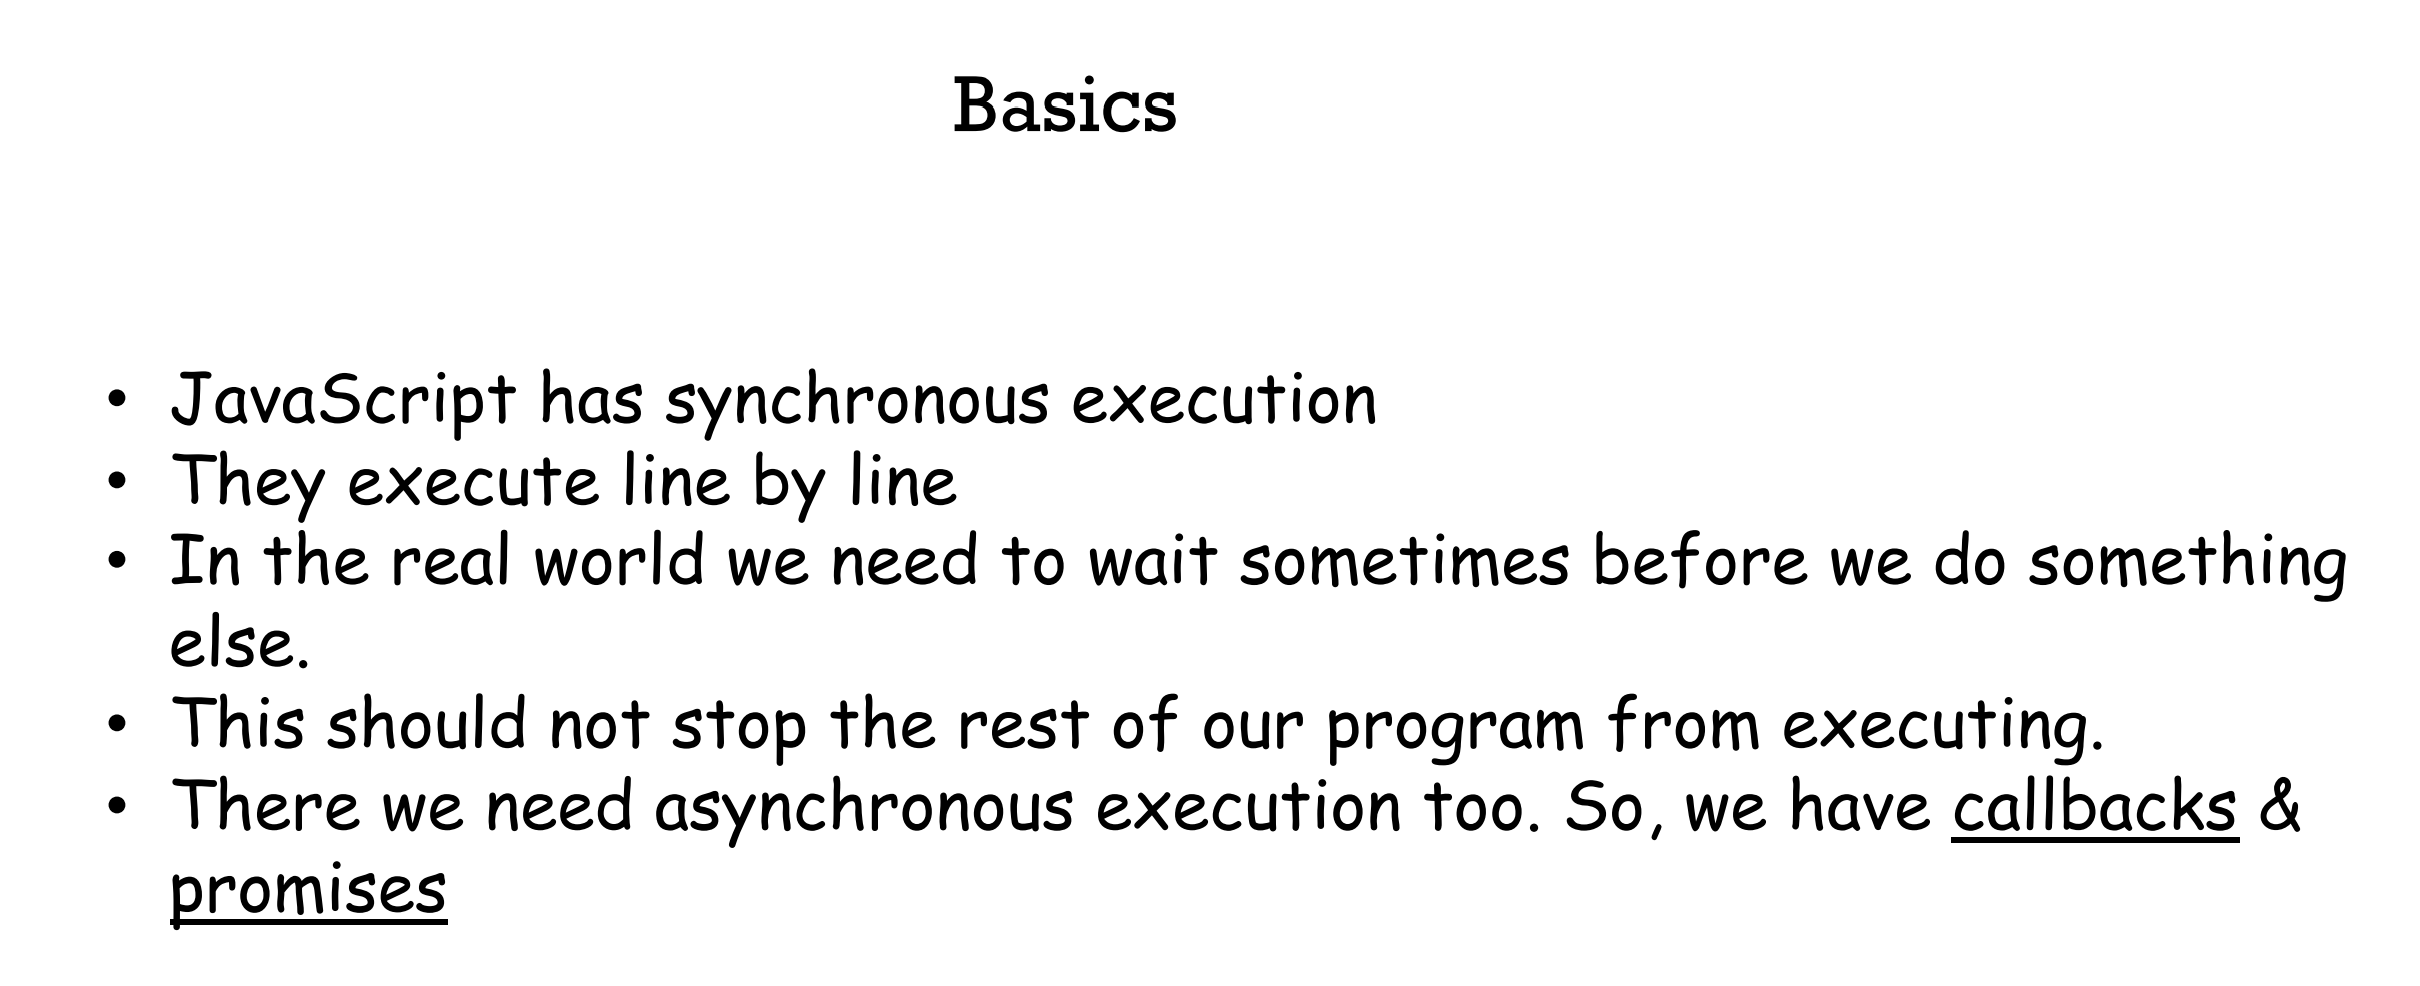 Basics
• JavaScript has synchronous execution
• They execute line by line
• In the real world we need to wait sometimes before we do something
else.
• This should not stop the rest of our program from executing.
• There we need asynchronous execution too. So, we have callbacks &
promises